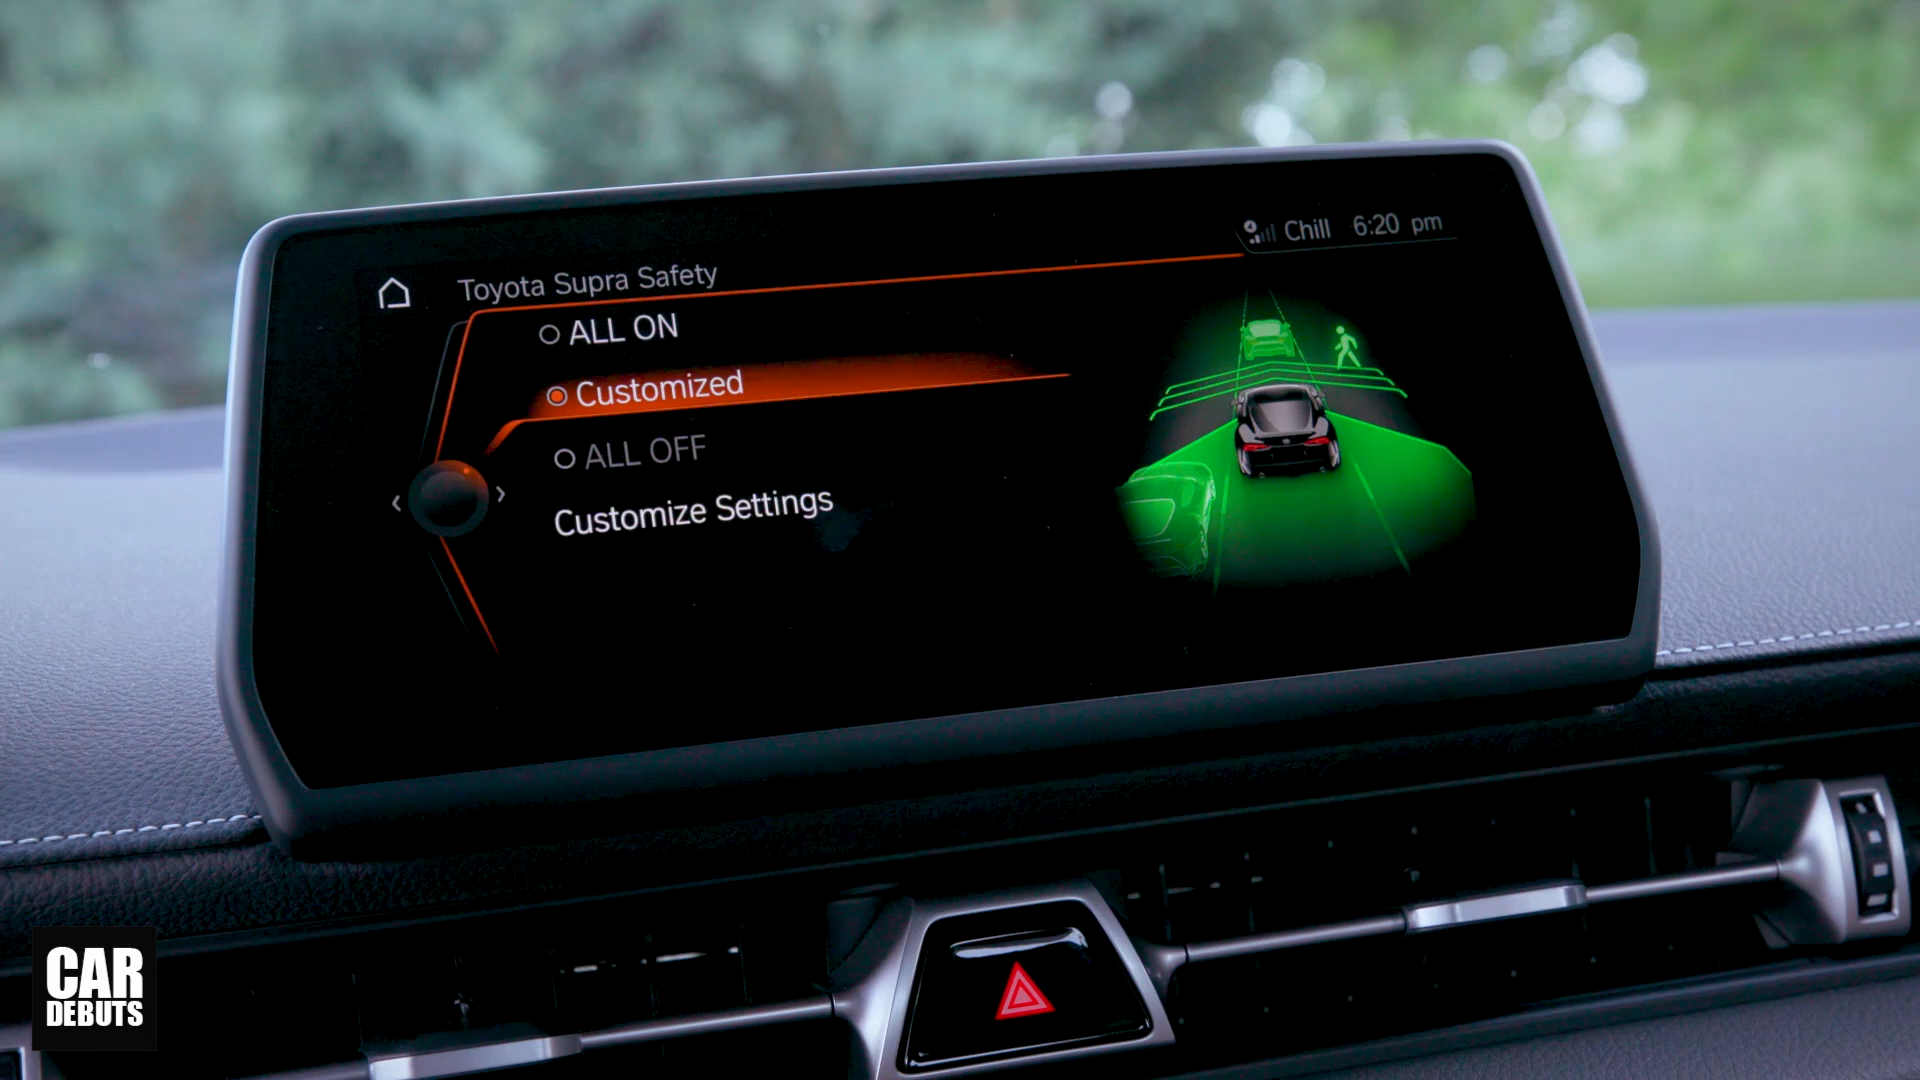 Chill 6:20 pm
Toyota Supra Safety
ALL ON
Customized
ALL OFF
Customize Settings
CAR
DEBUTS